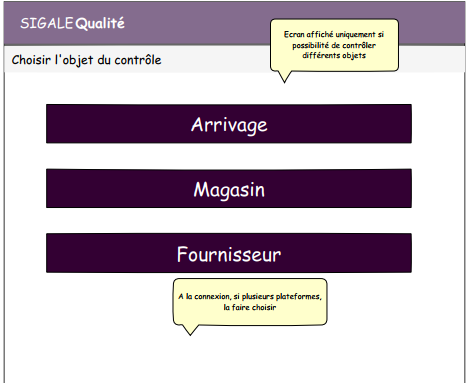 SIGALE Qualité
Ecran affiché uniquement si
possibilité de contrôler
différents objets
Choisir l'objet du contrôle
Arrivage
Magasin
Fournisseur
A la connexion, si plusieurs plateformes,
la faire choisir